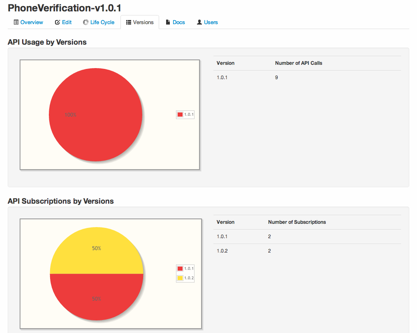 PhoneVerification-v1.0.1
Overview Edit Life Cycle Versions Docs Users
API Usage by Versions
Version Number of API Calls
1.0.1 9
1.0.1
API Subscriptions by Versions
Version Number of Subscriptions
1.0.1 2
1.0.2 2
50%
1.0.1
1.0.2